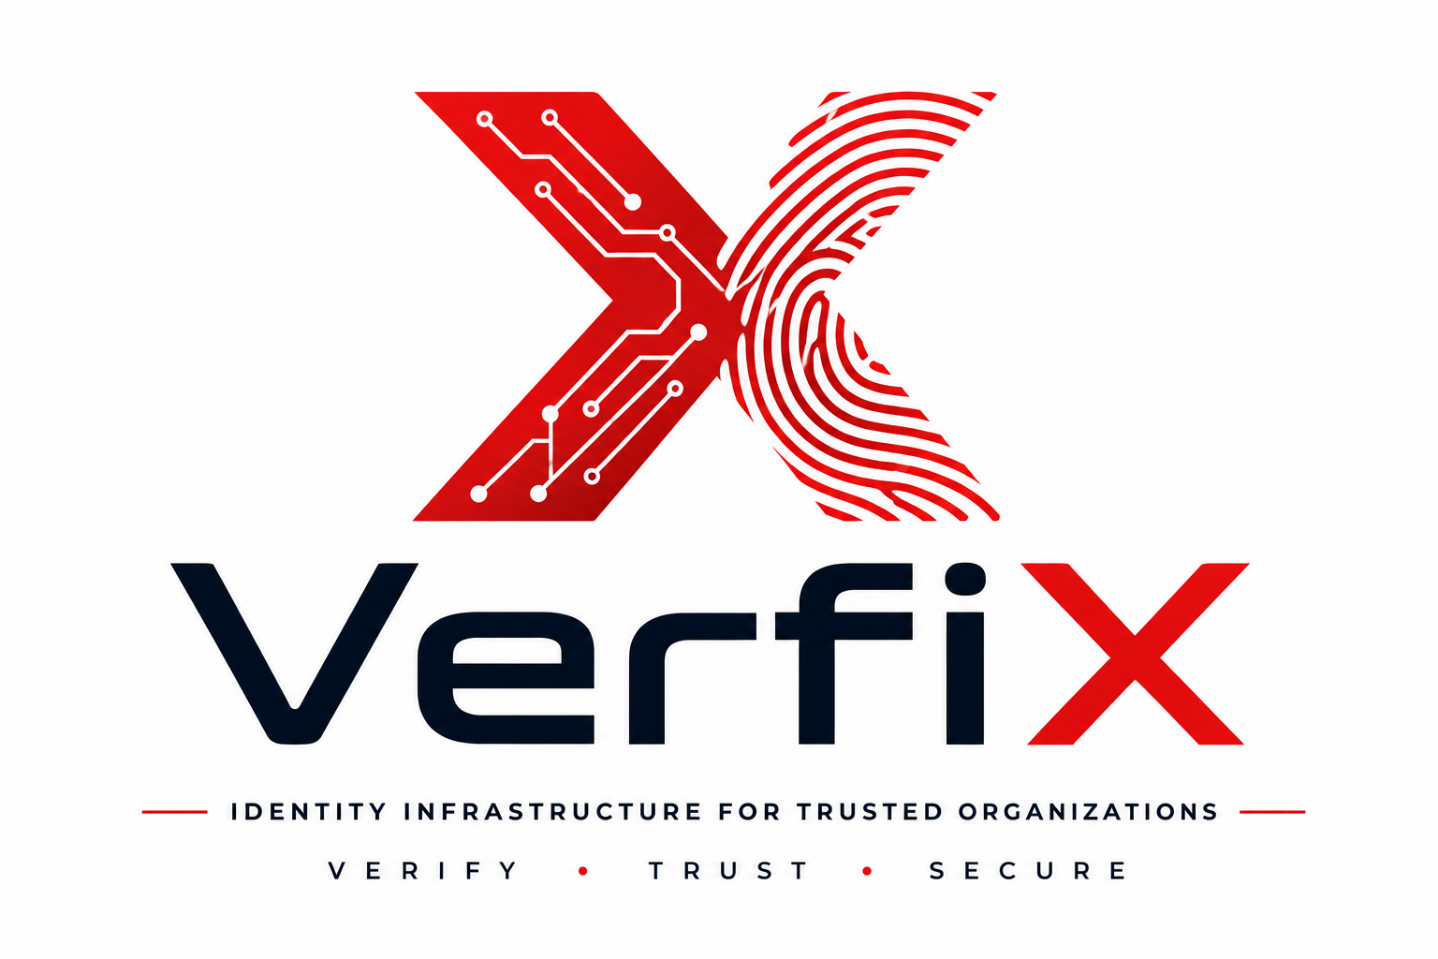 VerfiX
IDENTITY INFRASTRUCTURE FOR TRUSTED ORGANIZATIONS
VERIFY • TRUST • SECURE